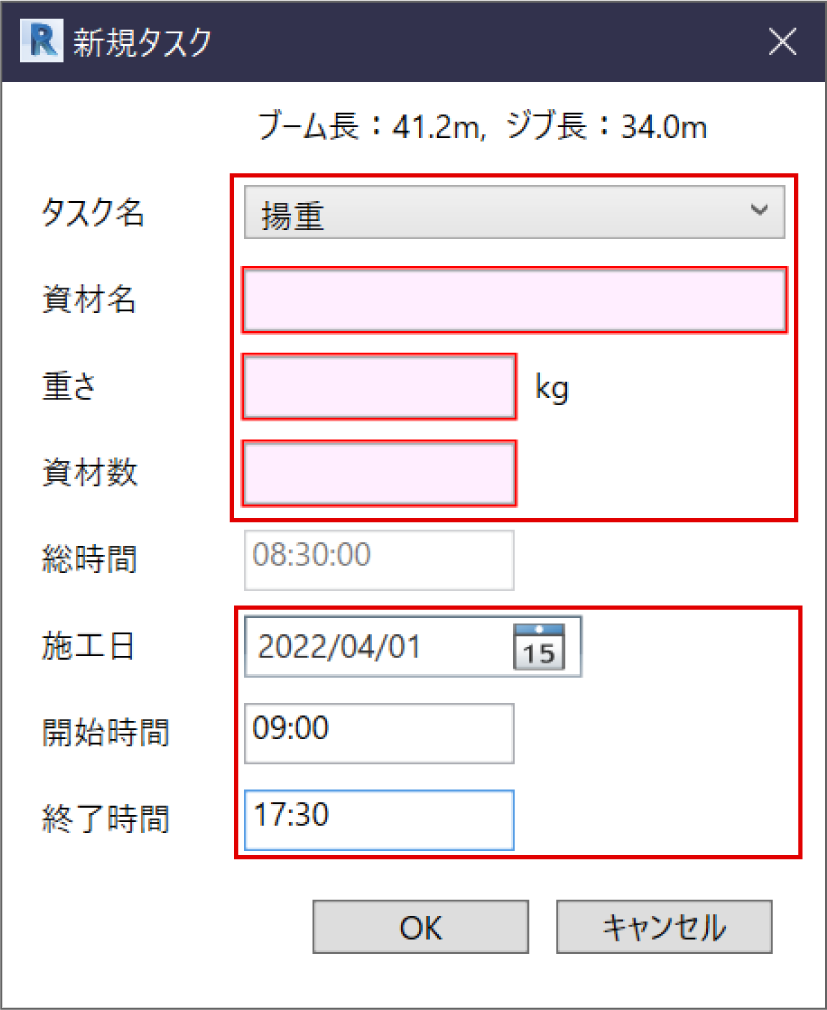 R 新規タスク
ブーム長：41.2m, ジブ長：34.0m
タスク名 揚重
資材名
重さ kg
資材数
総時間 08:30:00
施工日 2022/04/01 15
開始時間 09:00
終了時間 17:30
OK キャンセル